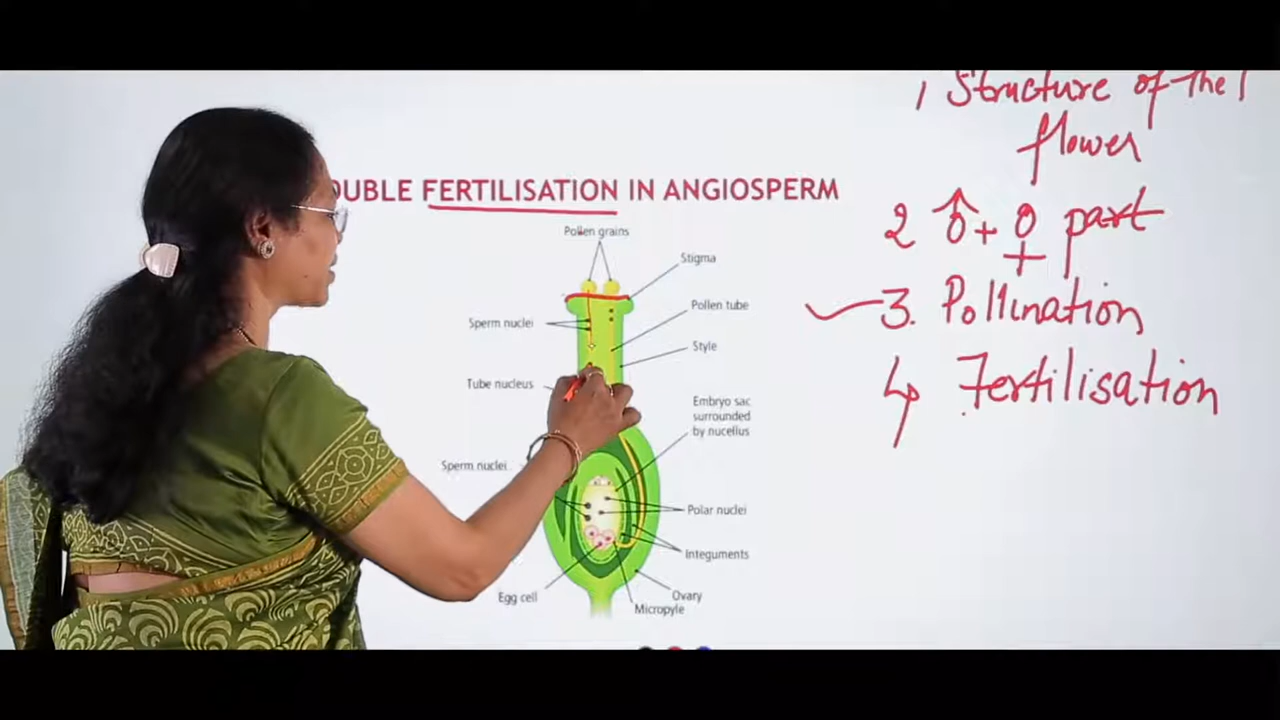 OUBLE FERTILISATION IN ANGIOSPERM
Pollen grains
Stigma
Pollen tube
Sperm nuclei
Style
Tube nucleus
Embryo sac
surrounded
by nucellus
Sperm nuclei
Polar nuclei
Integuments
Egg cell
Ovary
Micropyle
1 Structure of the
flower
2 ♂ + ♀ part
3. Pollination
4 Fertilisation